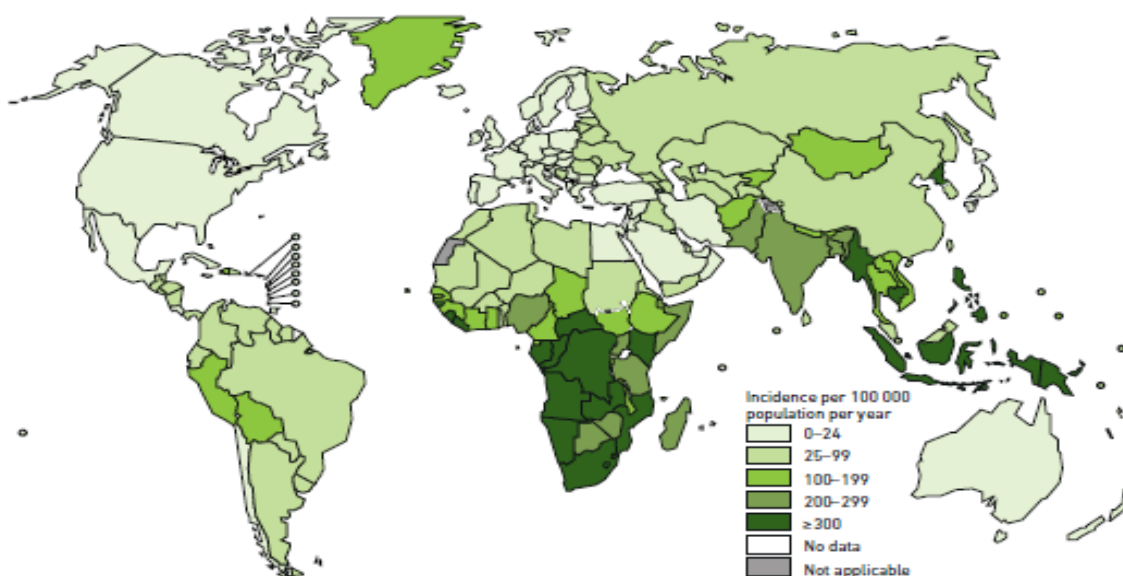 Incidence per 100 000
population per year
0–24
25–99
100–199
200–299
≥300
No data
Not applicable